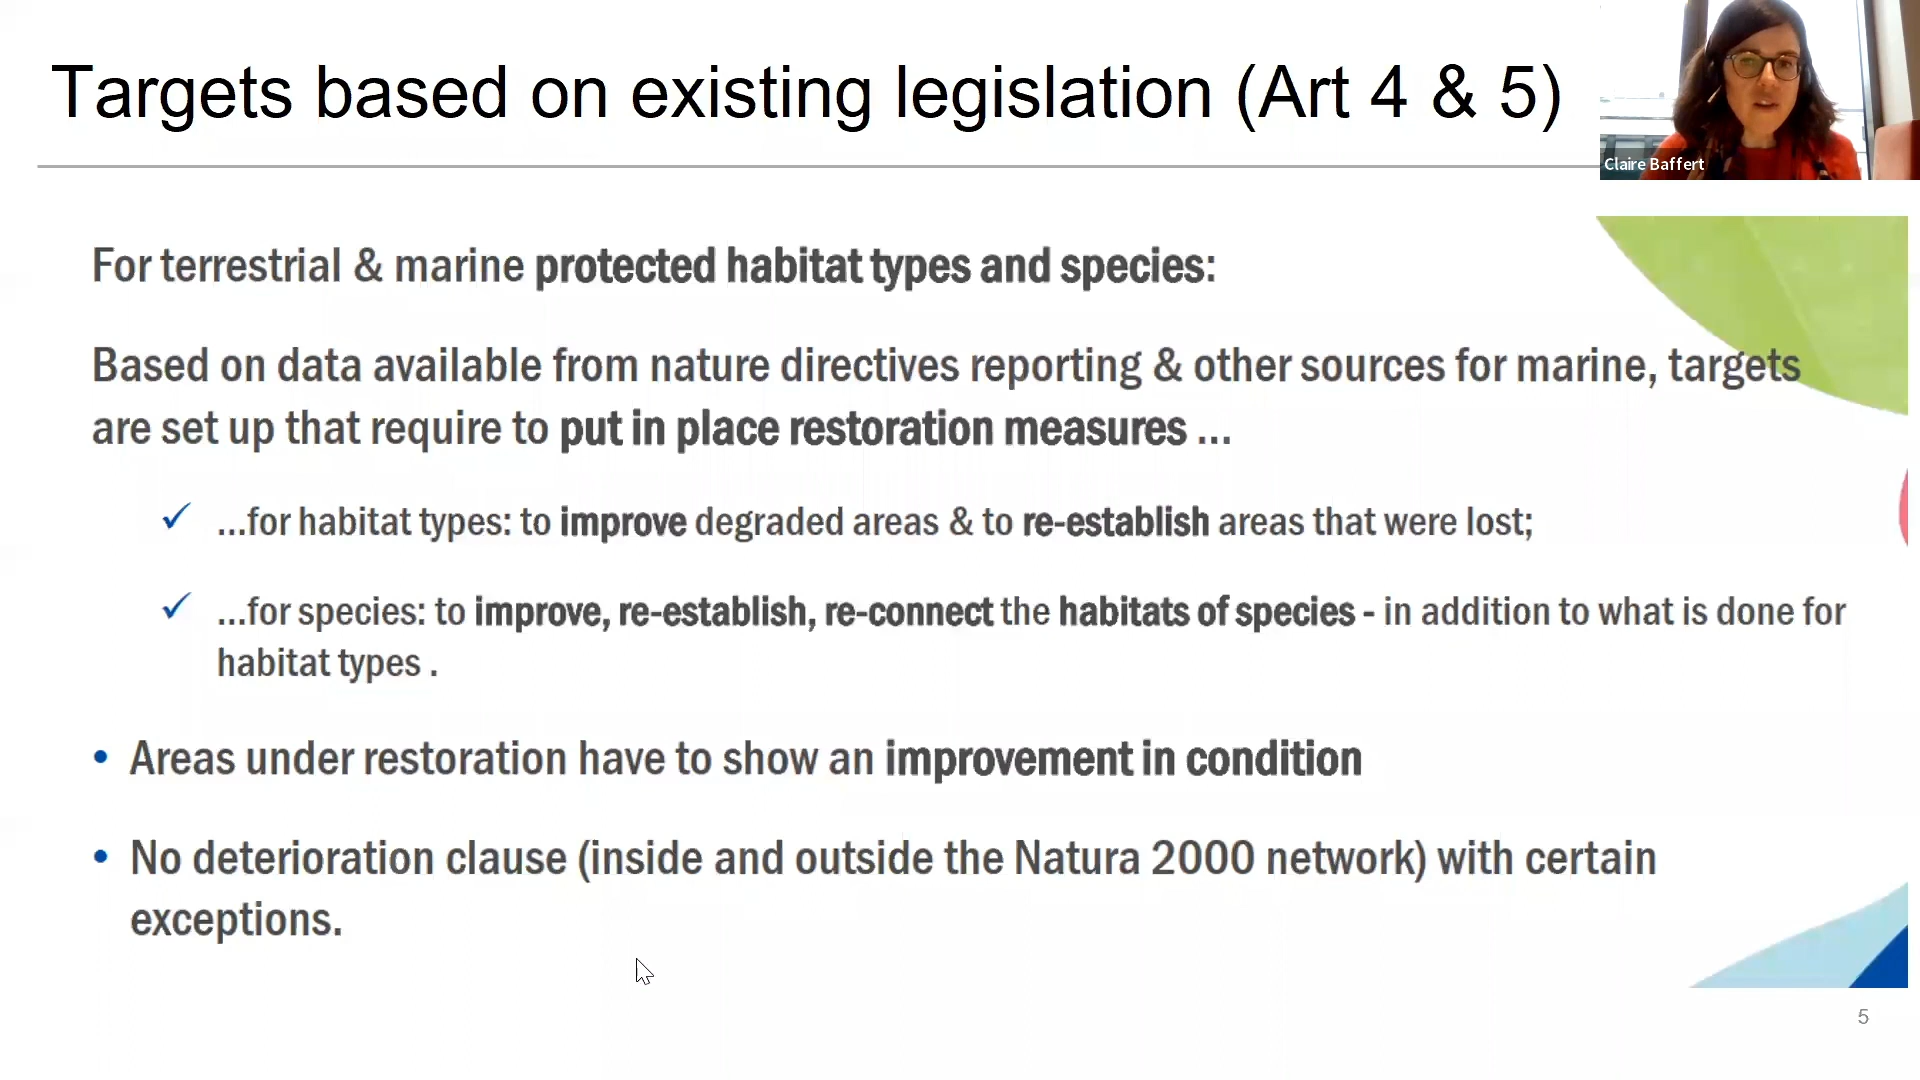 Targets based on existing legislation (Art 4 & 5)
Claire Baffert
For terrestrial & marine protected habitat types and species:
Based on data available from nature directives reporting & other sources for marine, targets
are set up that require to put in place restoration measures ...
✓ ...for habitat types: to improve degraded areas & to re-establish areas that were lost;
✓ ...for species: to improve, re-establish, re-connect the habitats of species - in addition to what is done for
habitat types .
• Areas under restoration have to show an improvement in condition
• No deterioration clause (inside and outside the Natura 2000 network) with certain
exceptions.
5